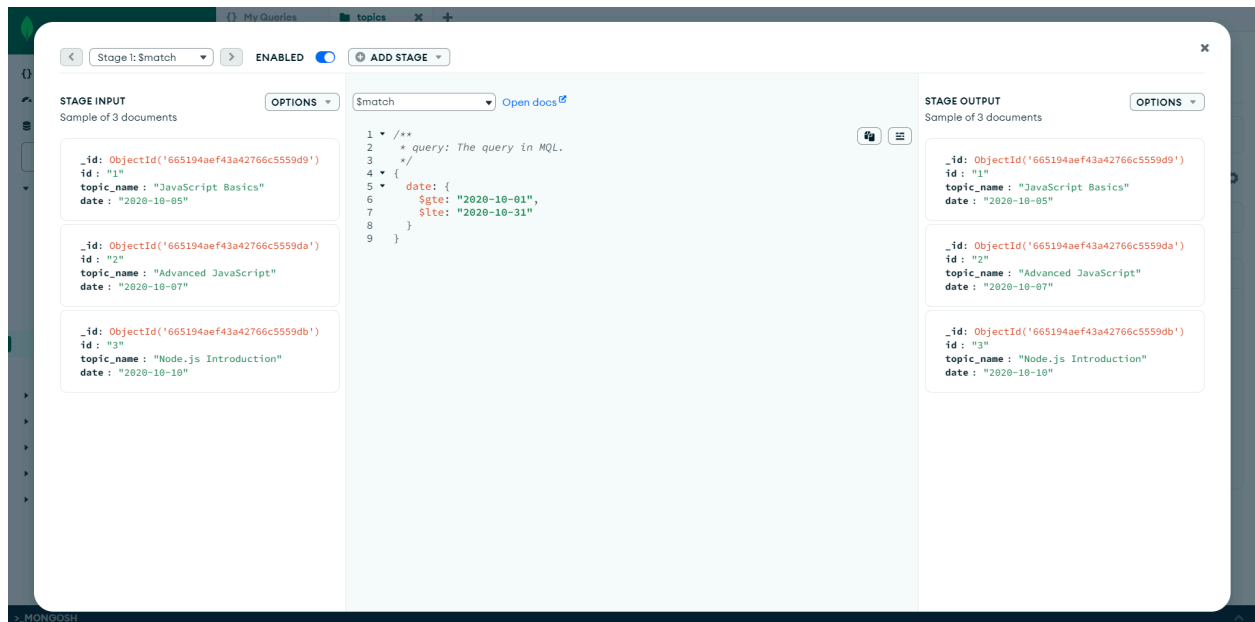 {} My Queries
topics
Stage 1: $match
ENABLED
ADD STAGE
STAGE INPUT
OPTIONS
Sample of 3 documents
_id: ObjectId('665194aef43a42766c5559d9')
id : "1"
topic_name : "JavaScript Basics"
date : "2020-10-05"
_id: ObjectId('665194aef43a42766c5559da')
id : "2"
topic_name : "Advanced JavaScript"
date : "2020-10-07"
_id: ObjectId('665194aef43a42766c5559db')
id : "3"
topic_name : "Node.js Introduction"
date : "2020-10-10"
$match
Open docs
1 /**
2 * query: The query in MQL.
3 */
4 {
5 date: {
6 $gte: "2020-10-01",
7 $lte: "2020-10-31"
8 }
9 }
STAGE OUTPUT
OPTIONS
Sample of 3 documents
_id: ObjectId('665194aef43a42766c5559d9')
id : "1"
topic_name : "JavaScript Basics"
date : "2020-10-05"
_id: ObjectId('665194aef43a42766c5559da')
id : "2"
topic_name : "Advanced JavaScript"
date : "2020-10-07"
_id: ObjectId('665194aef43a42766c5559db')
id : "3"
topic_name : "Node.js Introduction"
date : "2020-10-10"
>_MONGOSH